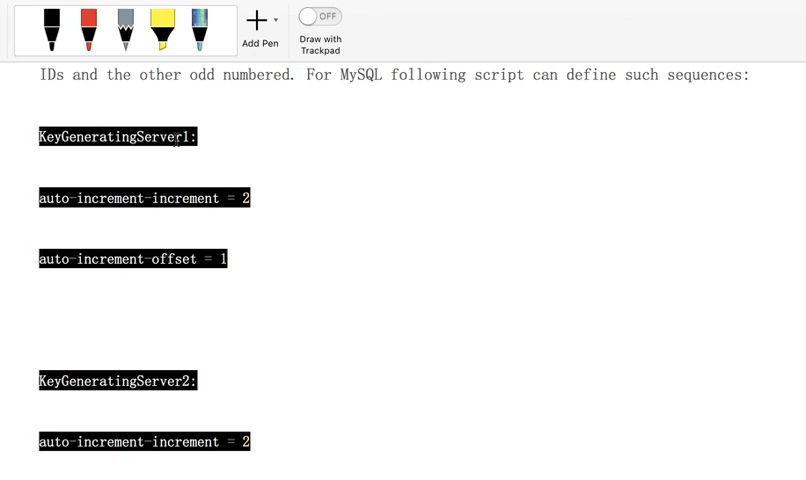 OFF
Add Pen
Draw with
Trackpad
IDs and the other odd numbered. For MySQL following script can define such sequences:
KeyGeneratingServer1:
auto-increment-increment = 2
auto-increment-offset = 1
KeyGeneratingServer2:
auto-increment-increment = 2